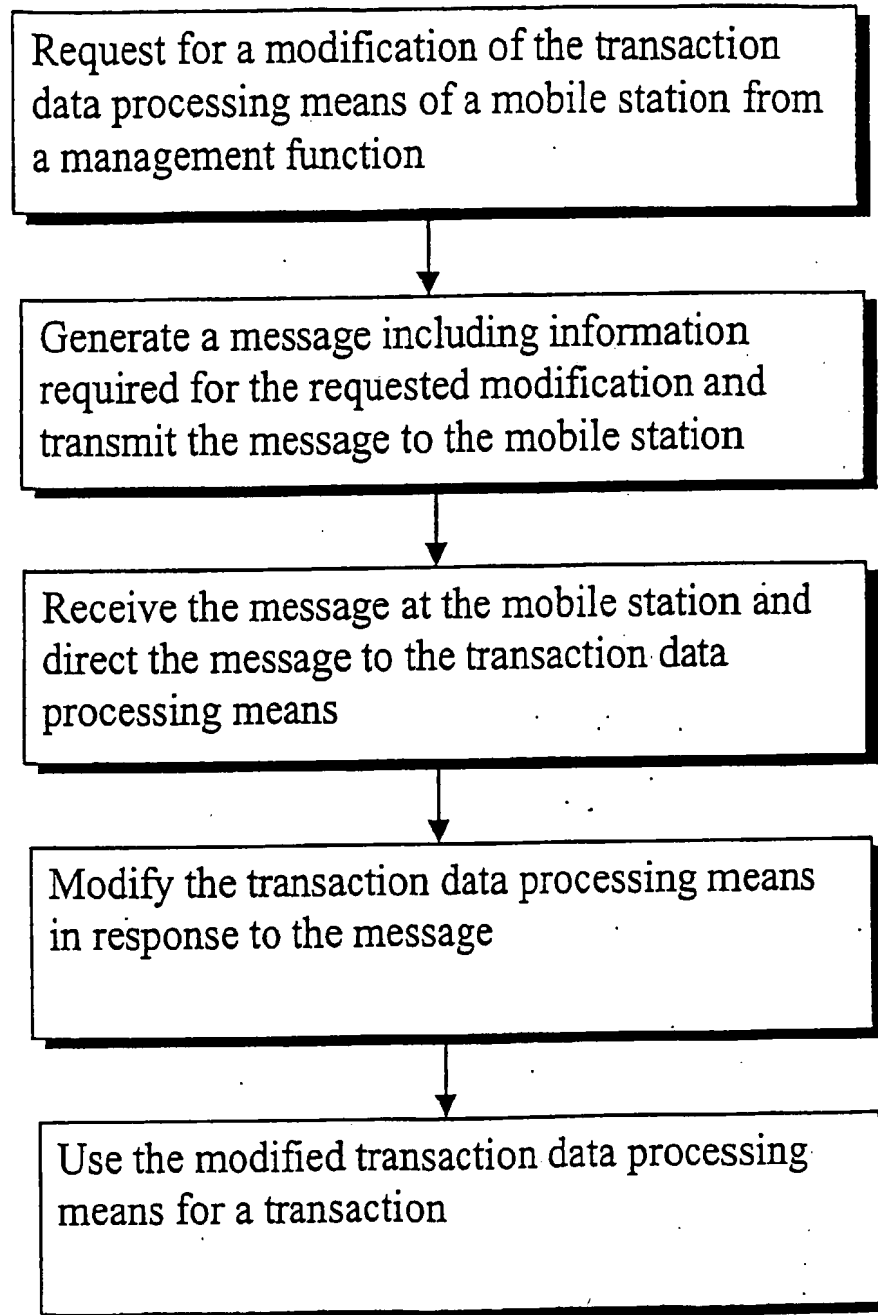 Request for a modification of the transaction
data processing means of a mobile station from
a management function
Generate a message including information
required for the requested modification and
transmit the message to the mobile station
Receive the message at the mobile station and
direct the message to the transaction data
processing means
Modify the transaction data processing means
in response to the message
Use the modified transaction data processing
means for a transaction